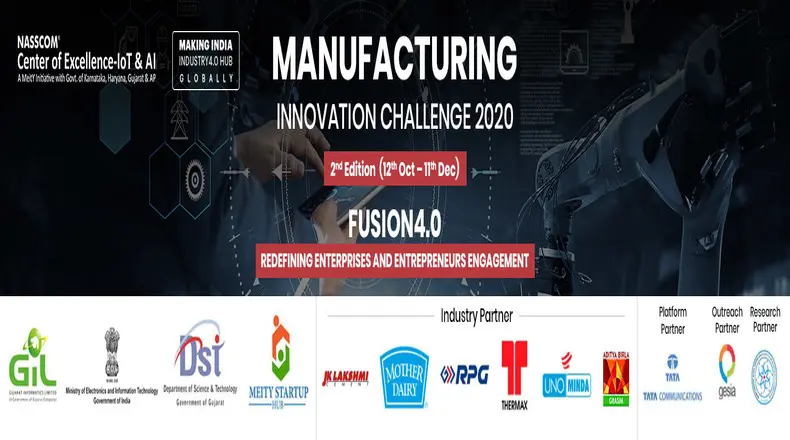 NASSCOM®
Center of Excellence-IoT & AI
A MeitY Initiative with Govt. of Karnataka, Haryana, Gujarat & AP
MAKING INDIA
INDUSTRY4.0 HUB
GLOBALLY
MANUFACTURING
INNOVATION CHALLENGE 2020
2nd Edition (12th Oct - 11th Dec)
FUSION4.0
REDEFINING ENTERPRISES AND ENTREPRENEURS ENGAGEMENT
Industry Partner
Platform
Partner
Outreach
Partner
Research
Partner
GIL
GUJARAT INFORMATICS LIMITED
Ministry of Electronics and Information Technology
Government of India
DST
Department of Science & Technology
Government of Gujarat
MEITY STARTUP
HUB
JK LAKSHMI
CEMENT
MOTHER
DAIRY
RPG
THERMAX
UNO MINDA
ADITYA BIRLA
GRASIM
TATA
TATA COMMUNICATIONS
gesia